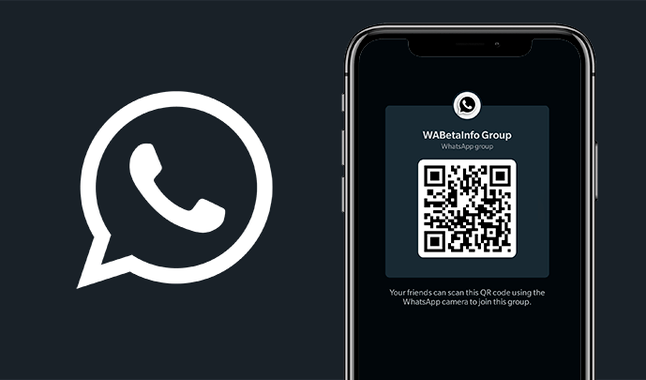 WABetaInfo Group
WhatsApp group
Your friends can scan this QR code using the
WhatsApp camera to join this group.